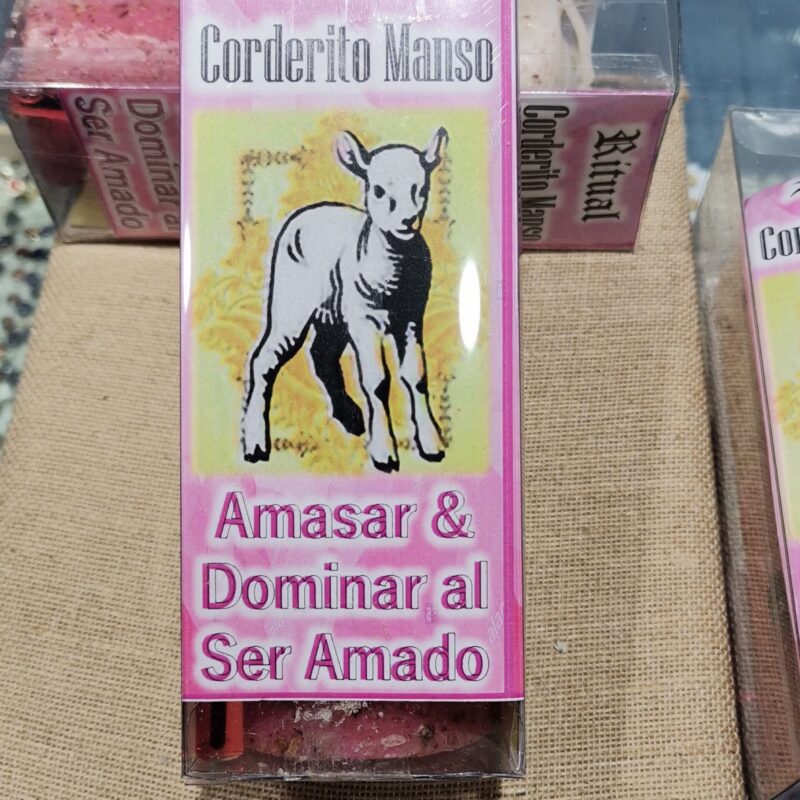 Corderito Manso
Amasar &
Dominar al
Ser Amado
Dominar al
Ser Amado
Ritual
Corderito Manso